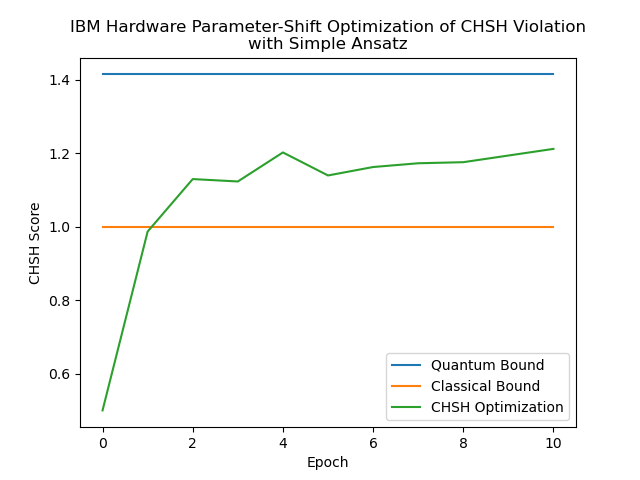 IBM Hardware Parameter-Shift Optimization of CHSH Violation
with Simple Ansatz
CHSH Score
1.4
1.2
1.0
0.8
0.6
Quantum Bound
Classical Bound
CHSH Optimization
0 2 4 6 8 10
Epoch